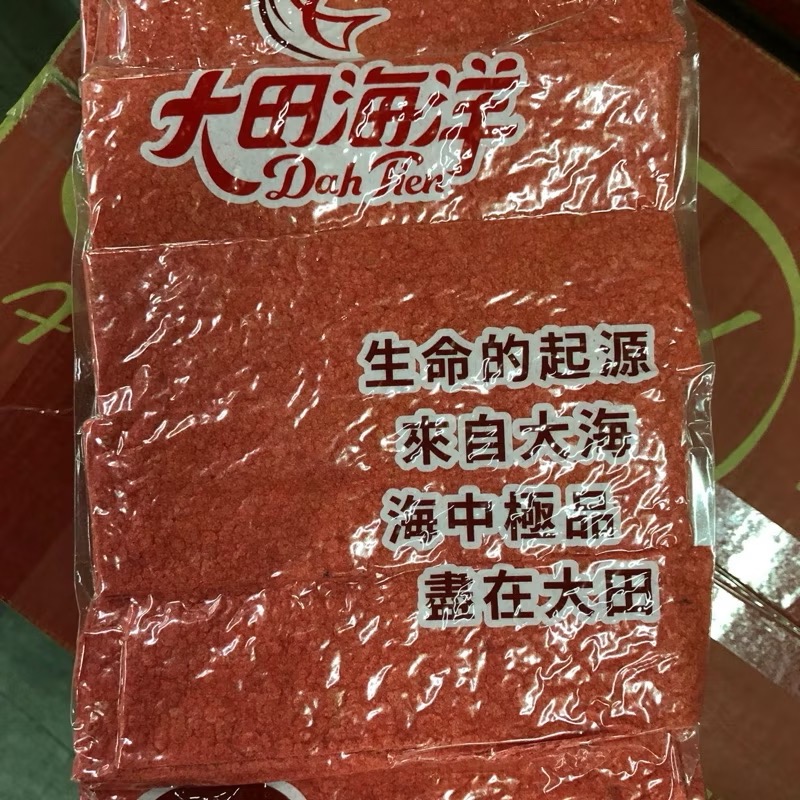 大田海洋
Dah Tien
生命的起源
來自大海
海中極品
盡在大田